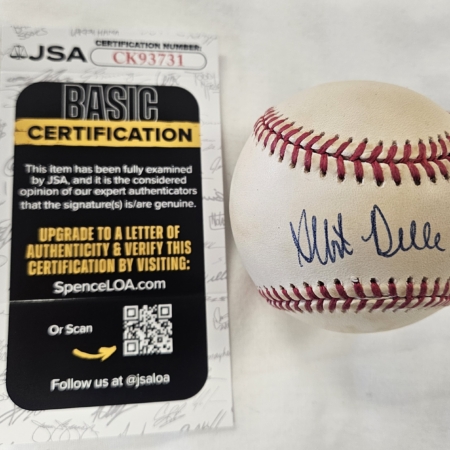 JSA
CERTIFICATION NUMBER:
CK93731
BASIC
CERTIFICATION
This item has been fully examined
by JSA, and it is the considered
opinion of our expert authenticators
that the signature(s) is/are genuine.
UPGRADE TO A LETTER OF
AUTHENTICITY & VERIFY THIS
CERTIFICATION BY VISITING:
SpenceLOA.com
Or Scan
Follow us at @jsaloa